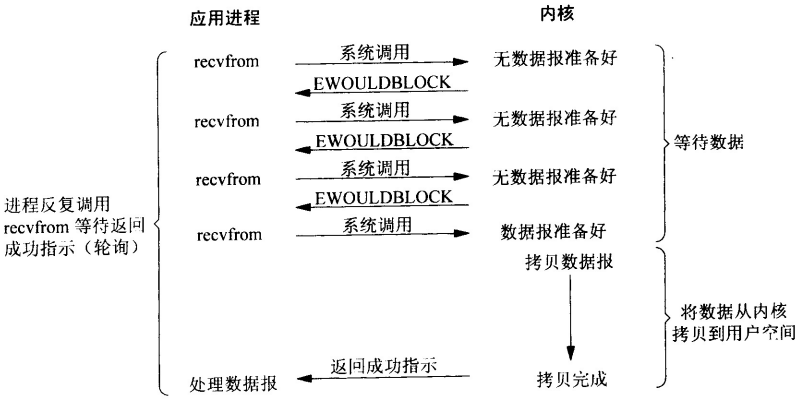 应用进程
内核
recvfrom
系统调用
无数据报准备好
EWOULDBLOCK
recvfrom
系统调用
无数据报准备好
EWOULDBLOCK
recvfrom
系统调用
无数据报准备好
EWOULDBLOCK
recvfrom
系统调用
数据报准备好
等待数据
进程反复调用
recvfrom 等待返回
成功指示（轮询）
拷贝数据报
将数据从内核
拷贝到用户空间
处理数据报
返回成功指示
拷贝完成